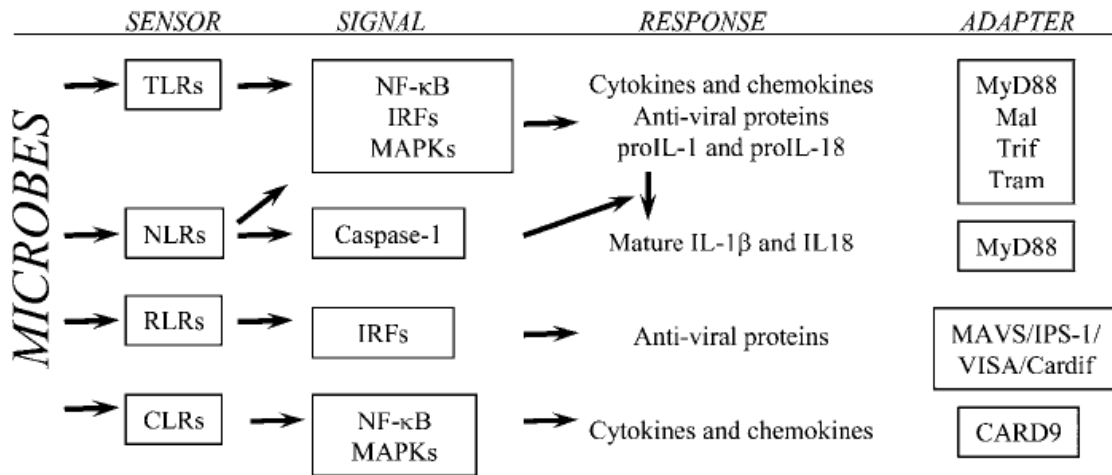 SENSOR SIGNAL RESPONSE ADAPTER
MICROBES
TLRs
NF-κB
IRFs
MAPKs
Cytokines and chemokines
Anti-viral proteins
proIL-1 and proIL-18
MyD88
Mal
Trif
Tram
NLRs
Caspase-1
Mature IL-1β and IL18
MyD88
RLRs
IRFs
Anti-viral proteins
MAVS/IPS-1/
VISA/Cardif
CLRs
NF-κB
MAPKs
Cytokines and chemokines
CARD9